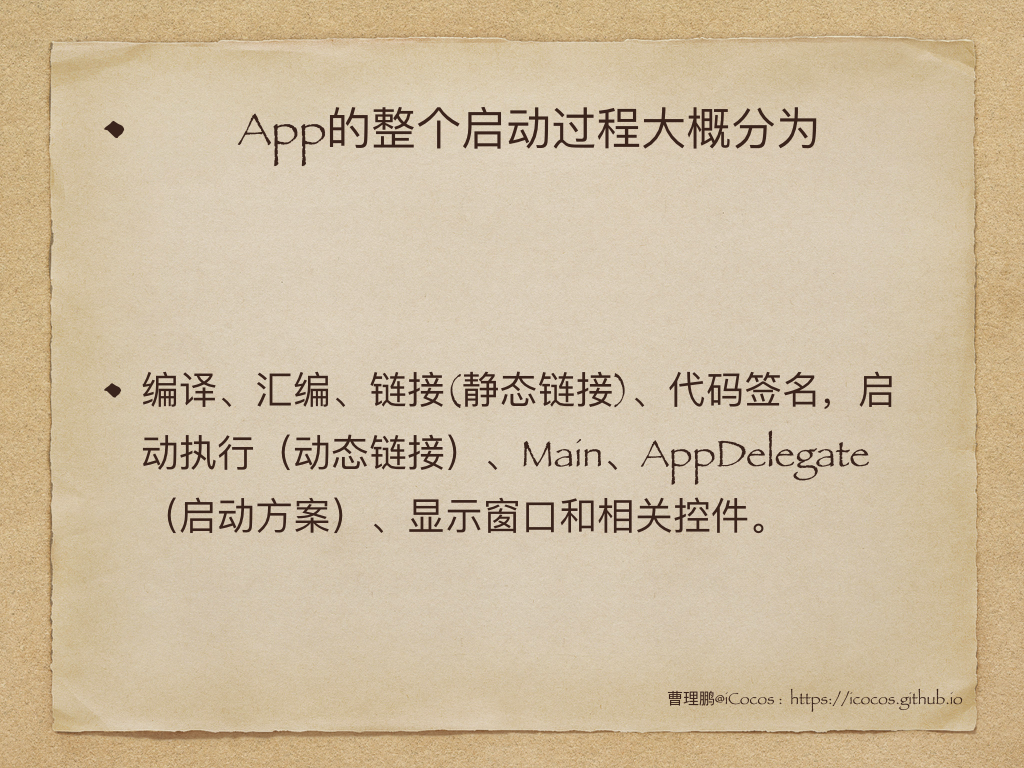 App的整个启动过程大概分为
编译、汇编、链接(静态链接)、代码签名，启
动执行（动态链接）、Main、AppDelegate
（启动方案）、显示窗口和相关控件。
曹理鹏@iCocos : https://icocos.github.io